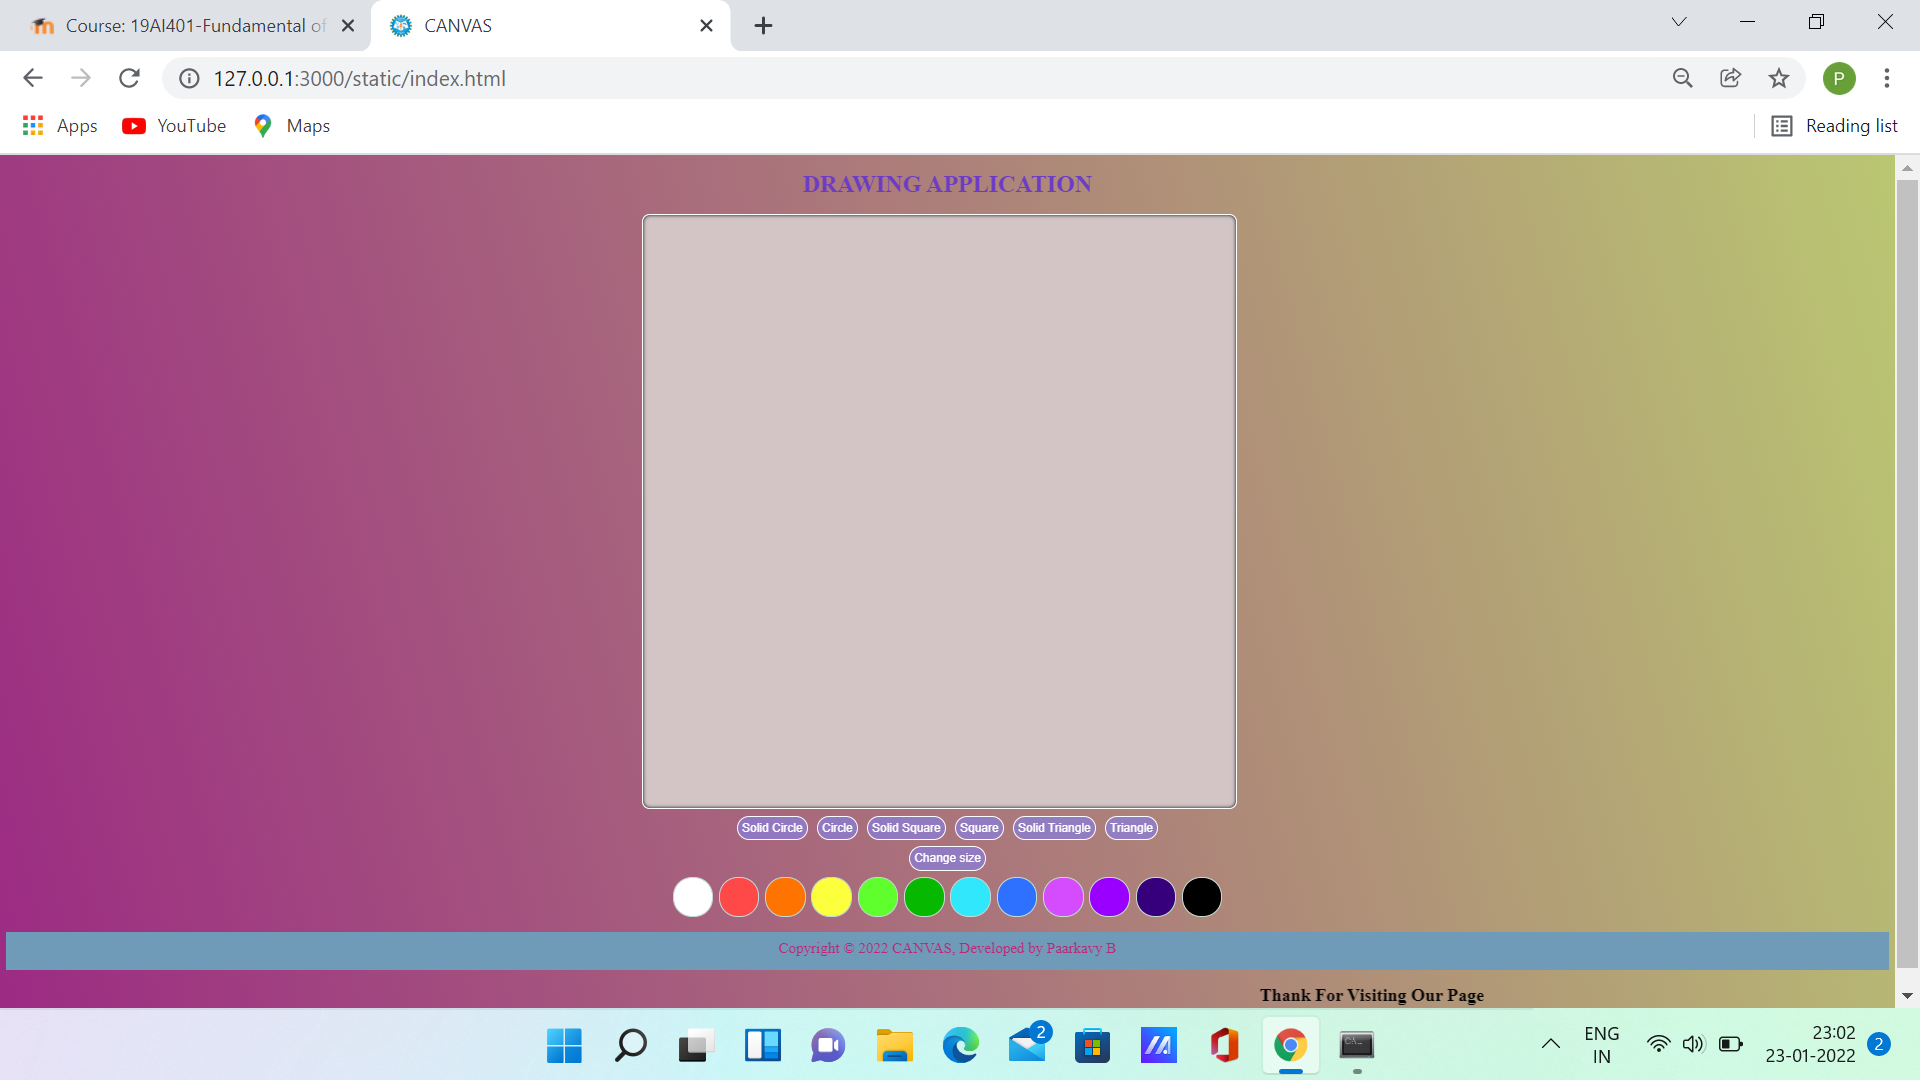 Course: 19AI401-Fundamental of
CANVAS
127.0.0.1:3000/static/index.html
P
Apps
YouTube
Maps
Reading list
DRAWING APPLICATION
Solid Circle
Circle
Solid Square
Square
Solid Triangle
Triangle
Change size
Copyright © 2022 CANVAS, Developed by Paarkavy B
Thank For Visiting Our Page
2
ENG
IN
23:02
23-01-2022
2